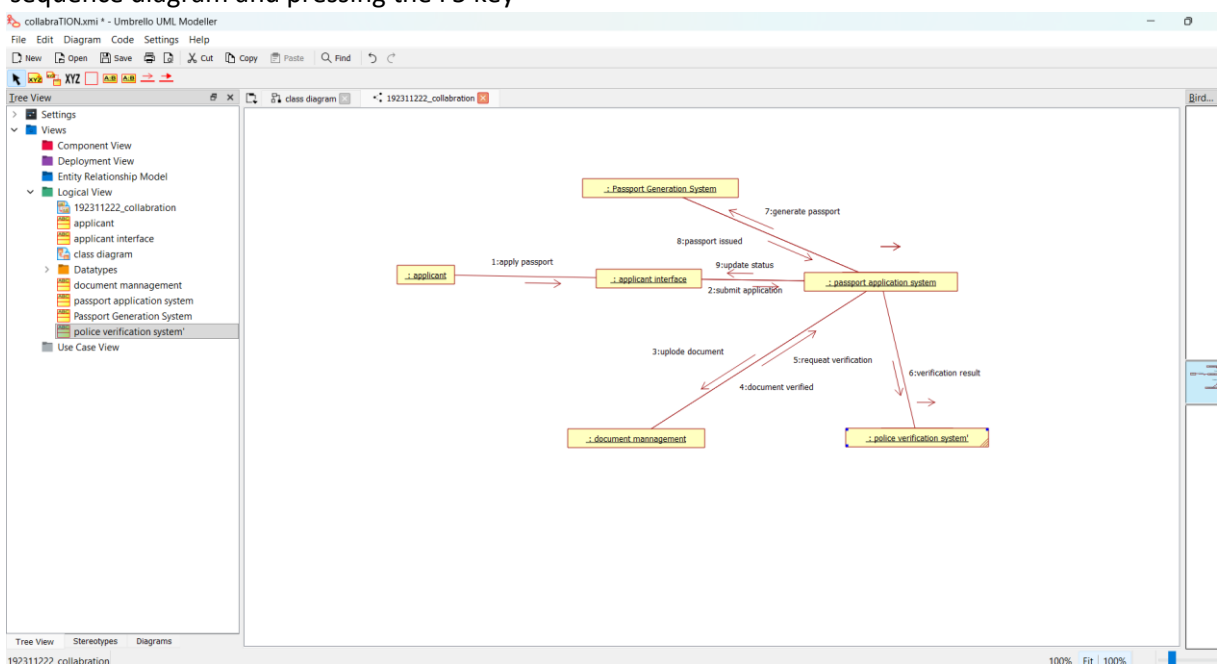 sequence diagram and pressing the F5 key
collabraTION.xmi * - Umbrello UML Modeller
File Edit Diagram Code Settings Help
New Open Save Cut Copy Paste Find
XYZ XYZ A:B A:B
Tree View
class diagram 192311222_collabration
Bird...
Settings
Views
Component View
Deployment View
Entity Relationship Model
Logical View
192311222_collabration
applicant
applicant interface
class diagram
Datatypes
document mannagement
passport application system
Passport Generation System
police verification system'
Use Case View
_: Passport Generation System
7:generate passport
8:passport issued
1:apply passport
9:update status
_: applicant
_: applicant interface
_: passport application system
2:submit application
3:uplode document
5:requeat verification
6:verification result
4:document verified
_: document mannagement
_: police verification system'
Tree View Stereotypes Diagrams
192311222_collabration
100% Fit 100%